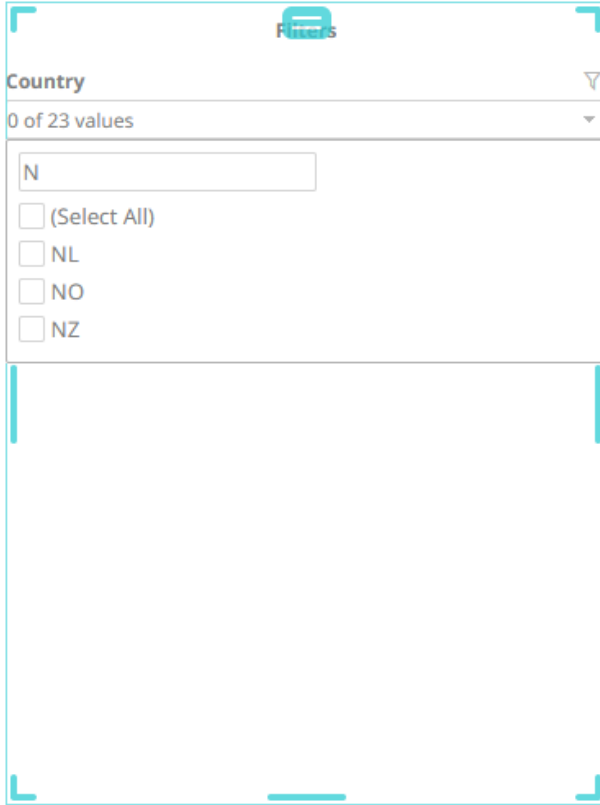 Filters
Country
0 of 23 values
N
(Select All)
NL
NO
NZ